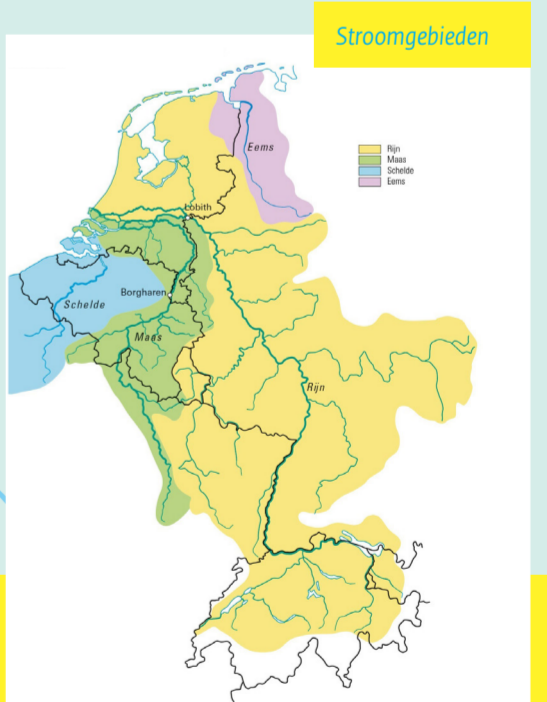 Stroomgebieden
Eems
Rijn
Maas
Schelde
Eems
Lobith
Borgharen
Schelde
Maas
Rijn